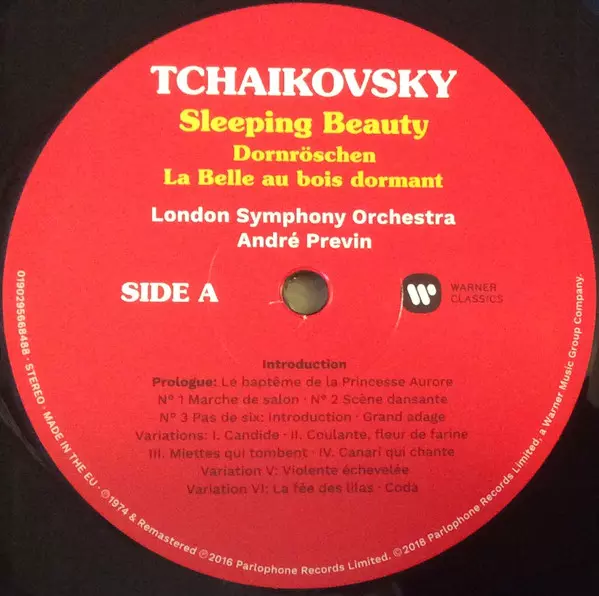 TCHAIKOVSKY
Sleeping Beauty
Dornröschen
La Belle au bois dormant
London Symphony Orchestra
André Previn
SIDE A
WARNER
CLASSICS
Introduction
Prologue: Le baptême de la Princesse Aurore
N° 1 Marche de salon · N° 2 Scène dansante
N° 3 Pas de six: Introduction · Grand adage
Variations: I. Candide · II. Coulante, fleur de farine
III. Miettes qui tombent · IV. Canari qui chante
Variation V: Violente échevelée
Variation VI: La fée des lilas · Coda
0190295668488 · STEREO · MADE IN THE EU · ℗1974 & Remastered ℗2016 Parlophone Records Limited. ©2018 Parlophone Records Limited, a Warner Music Group Company.